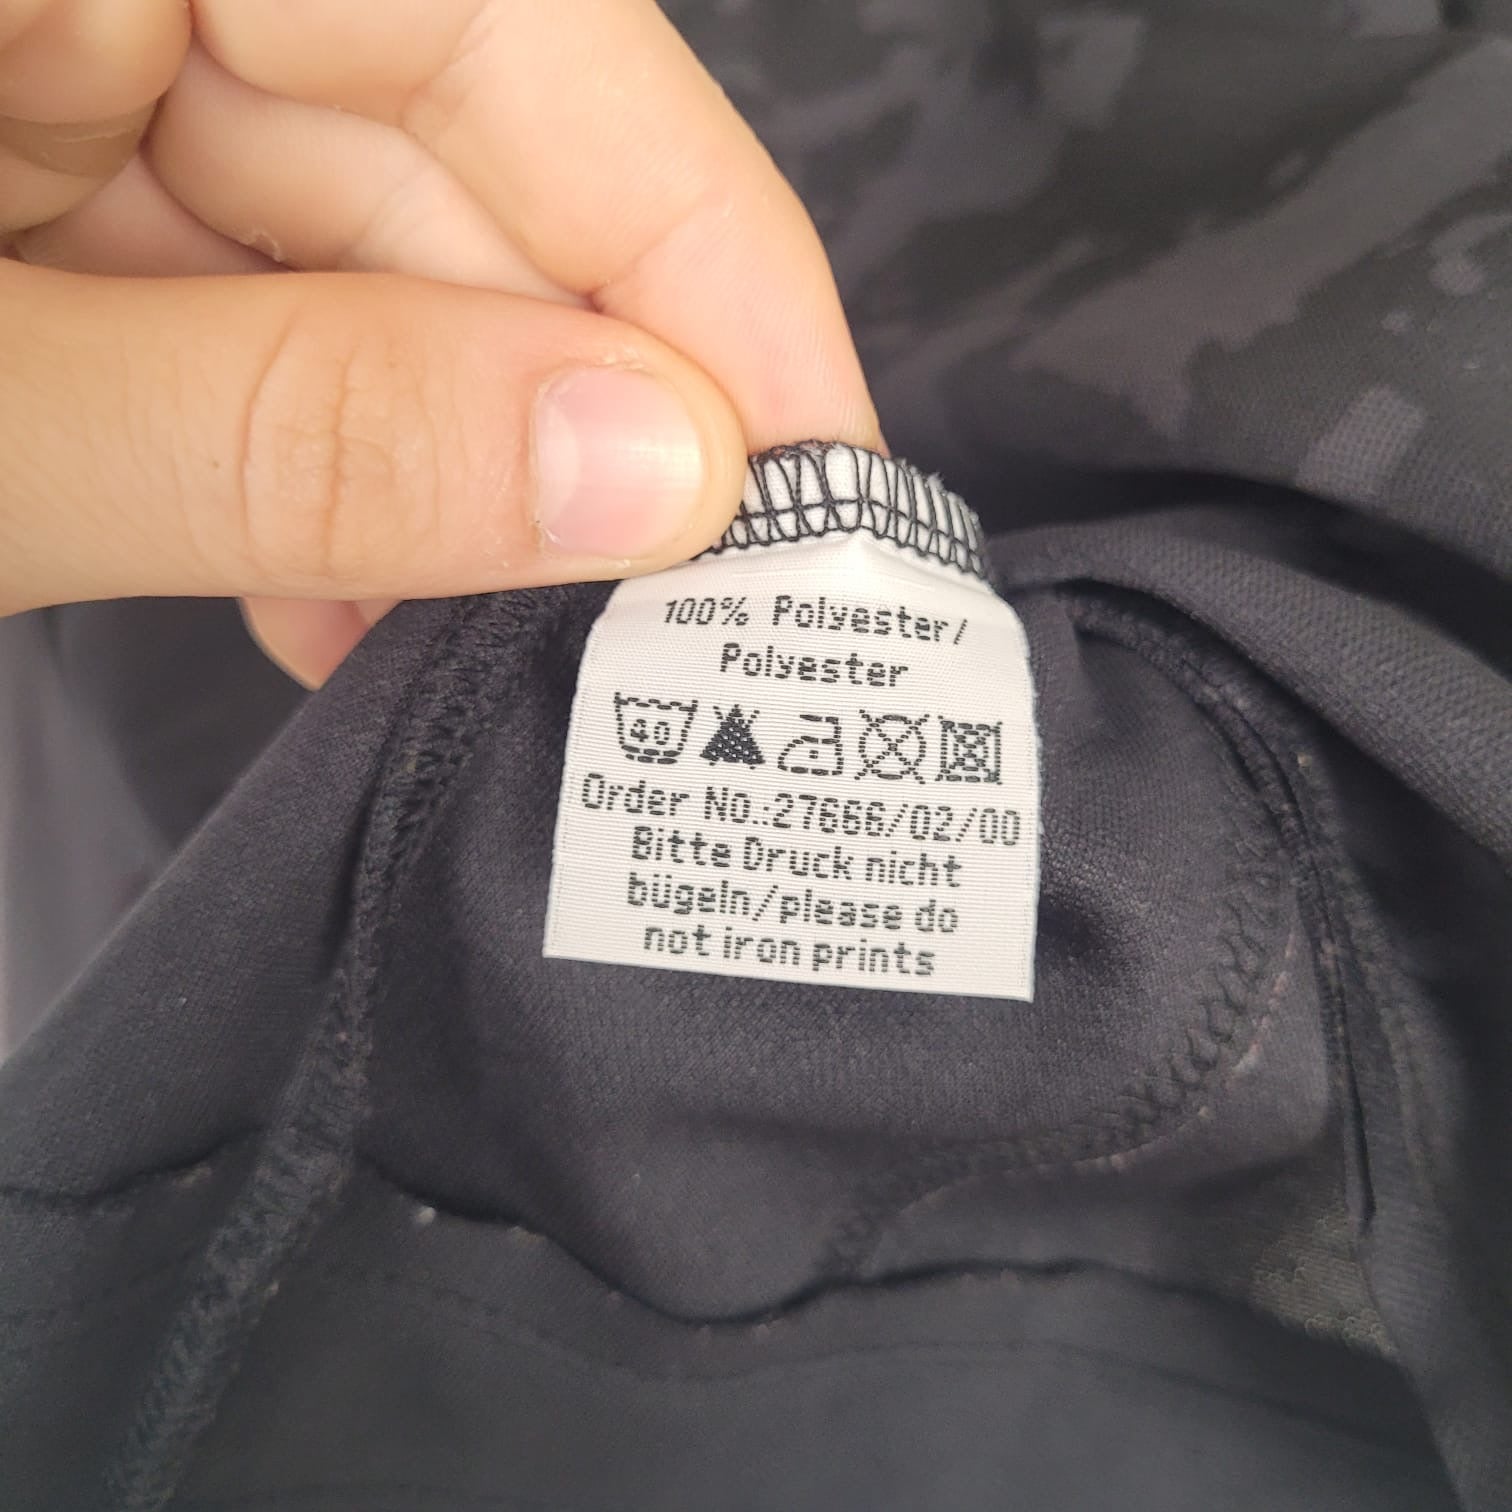 100% Polyester/
Polyester
40
Order NO.:27666/02/00
Bitte Druck nicht
bügeln/please do
not iron prints